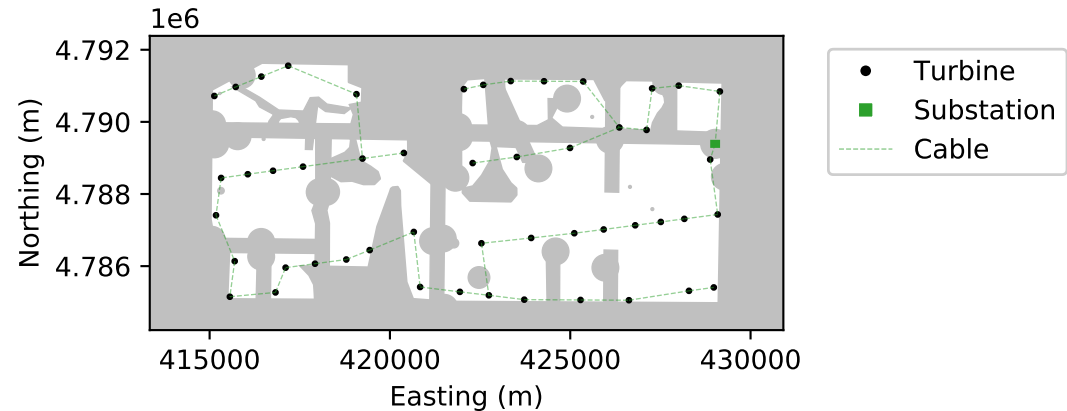 1e6
4.792
4.790
4.788
4.786
Northing (m)
415000 420000 425000 430000
Easting (m)
Turbine
Substation
Cable